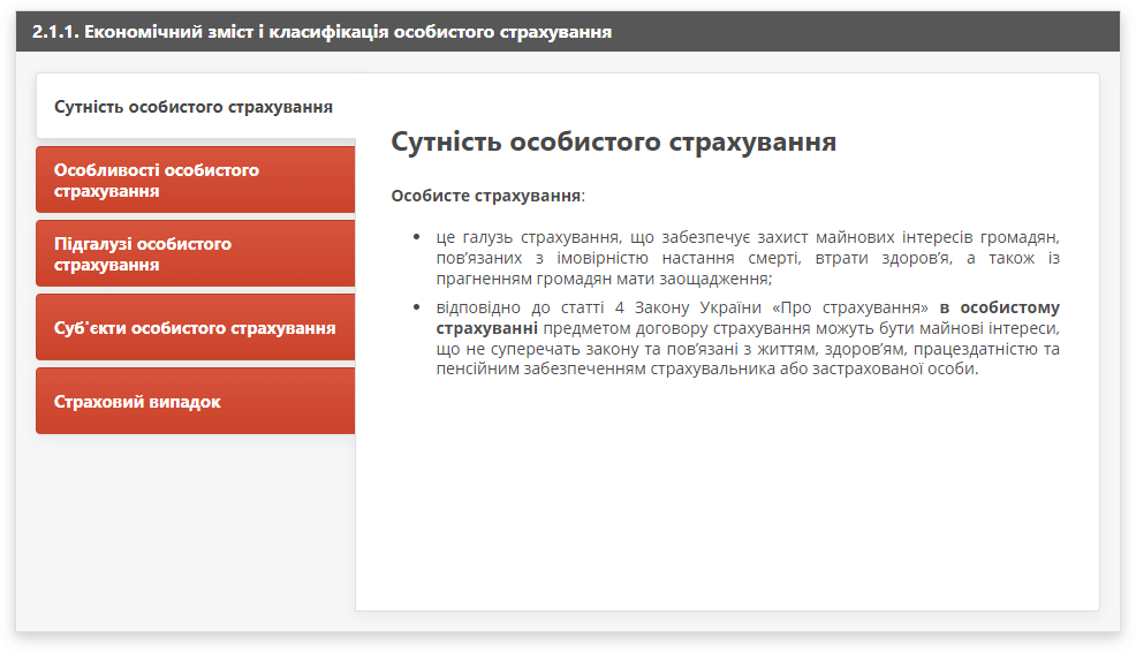 2.1.1. Економічний зміст і класифікація особистого страхування
Сутність особистого страхування
Особливості особистого
страхування
Підгалузі особистого
страхування
Суб'єкти особистого страхування
Страховий випадок
Сутність особистого страхування
Особисте страхування:
• це галузь страхування, що забезпечує захист майнових інтересів громадян,
пов’язаних з імовірністю настання смерті, втрати здоров’я, а також із
прагненням громадян мати заощадження;
• відповідно до статті 4 Закону України «Про страхування» в особистому
страхуванні предметом договору страхування можуть бути майнові інтереси,
що не суперечать закону та пов’язані з життям, здоров’ям, працездатністю та
пенсійним забезпеченням страхувальника або застрахованої особи.